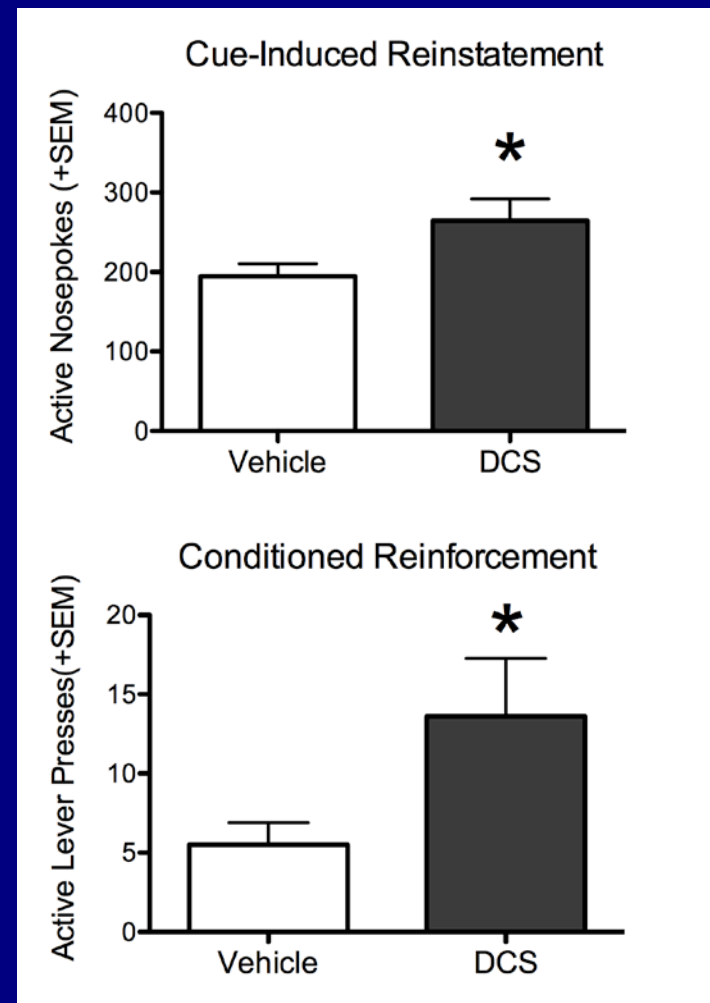 Cue-Induced Reinstatement
Active Nosepokes (+SEM)
400
300
200
100
0
*
Vehicle
DCS
Conditioned Reinforcement
Active Lever Presses(+SEM)
20
15
10
5
0
*
Vehicle
DCS